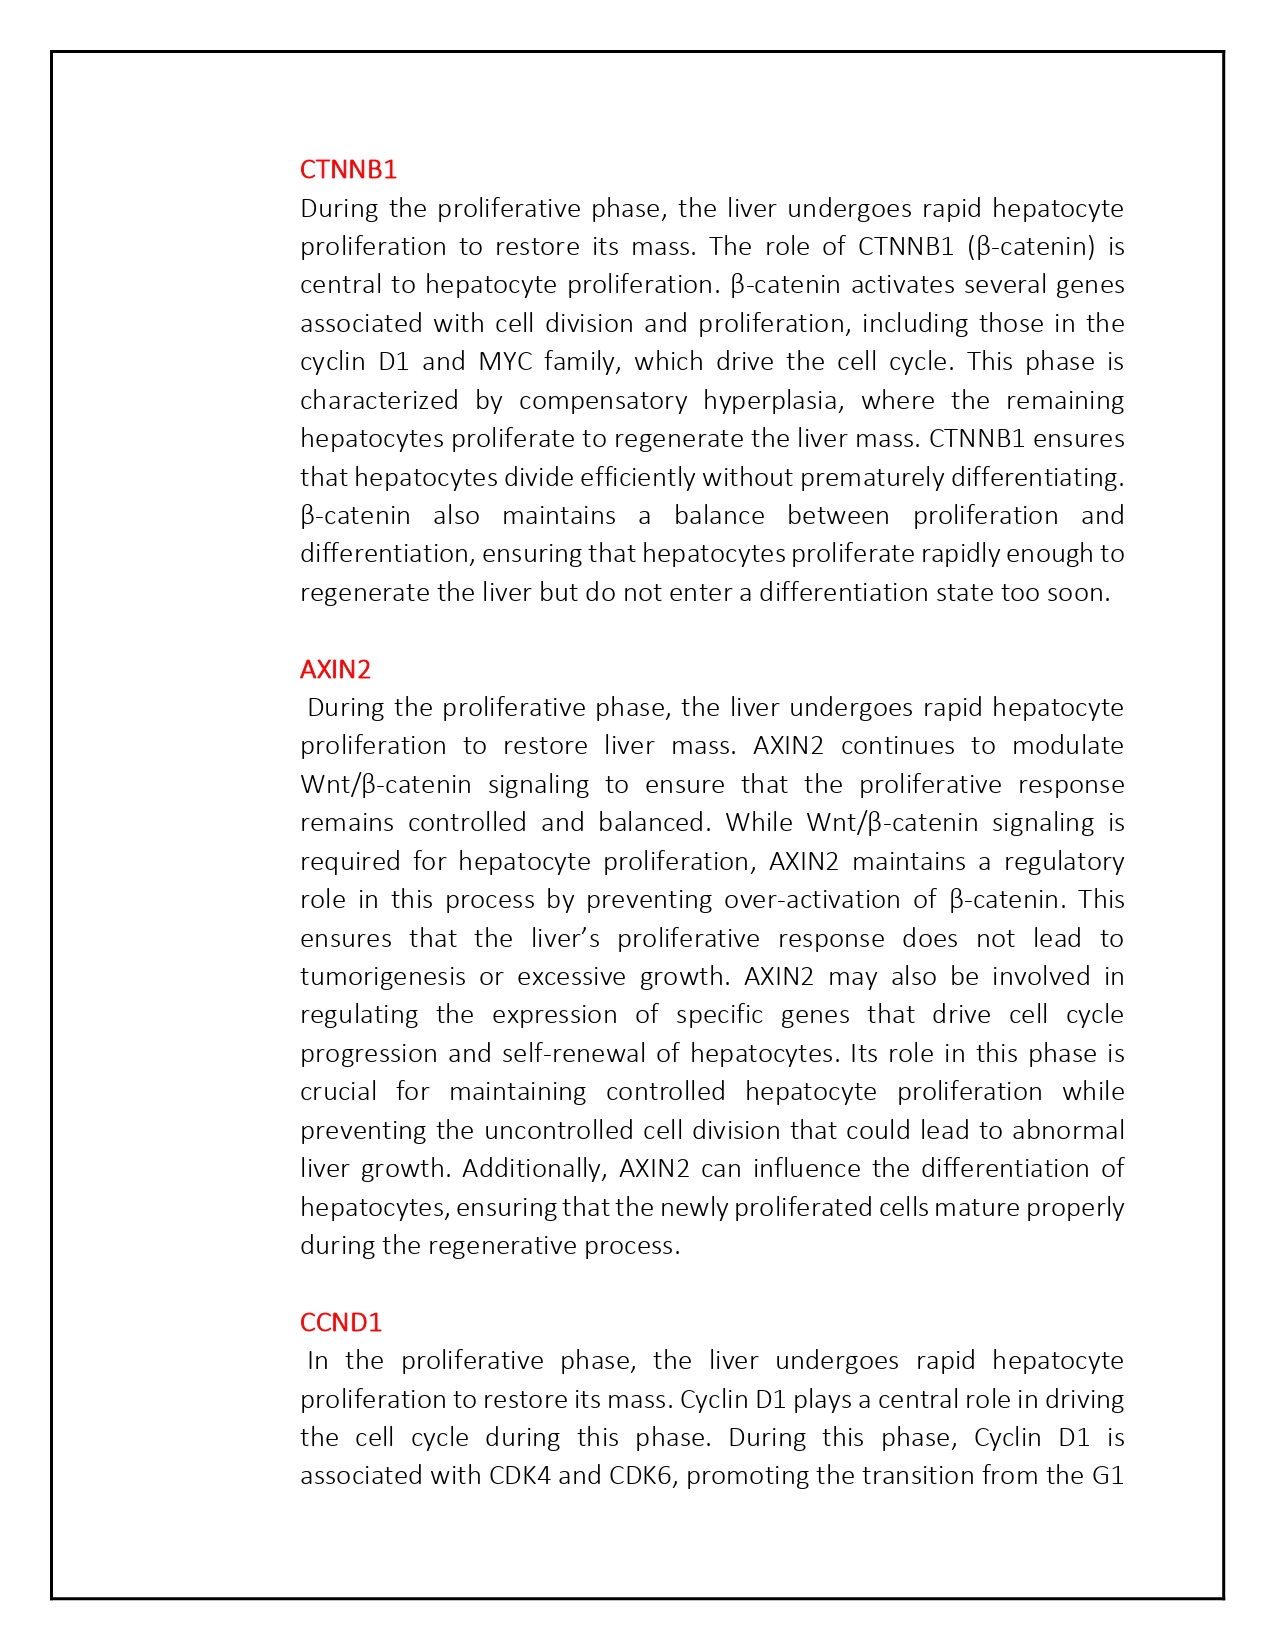 CTNNB1
During the proliferative phase, the liver undergoes rapid hepatocyte
proliferation to restore its mass. The role of CTNNB1 (β-catenin) is
central to hepatocyte proliferation. β-catenin activates several genes
associated with cell division and proliferation, including those in the
cyclin D1 and MYC family, which drive the cell cycle. This phase is
characterized by compensatory hyperplasia, where the remaining
hepatocytes proliferate to regenerate the liver mass. CTNNB1 ensures
that hepatocytes divide efficiently without prematurely differentiating.
β-catenin also maintains a balance between proliferation and
differentiation, ensuring that hepatocytes proliferate rapidly enough to
regenerate the liver but do not enter a differentiation state too soon.
AXIN2
During the proliferative phase, the liver undergoes rapid hepatocyte
proliferation to restore liver mass. AXIN2 continues to modulate
Wnt/β-catenin signaling to ensure that the proliferative response
remains controlled and balanced. While Wnt/β-catenin signaling is
required for hepatocyte proliferation, AXIN2 maintains a regulatory
role in this process by preventing over-activation of β-catenin. This
ensures that the liver’s proliferative response does not lead to
tumorigenesis or excessive growth. AXIN2 may also be involved in
regulating the expression of specific genes that drive cell cycle
progression and self-renewal of hepatocytes. Its role in this phase is
crucial for maintaining controlled hepatocyte proliferation while
preventing the uncontrolled cell division that could lead to abnormal
liver growth. Additionally, AXIN2 can influence the differentiation of
hepatocytes, ensuring that the newly proliferated cells mature properly
during the regenerative process.
CCND1
In the proliferative phase, the liver undergoes rapid hepatocyte
proliferation to restore its mass. Cyclin D1 plays a central role in driving
the cell cycle during this phase. During this phase, Cyclin D1 is
associated with CDK4 and CDK6, promoting the transition from the G1